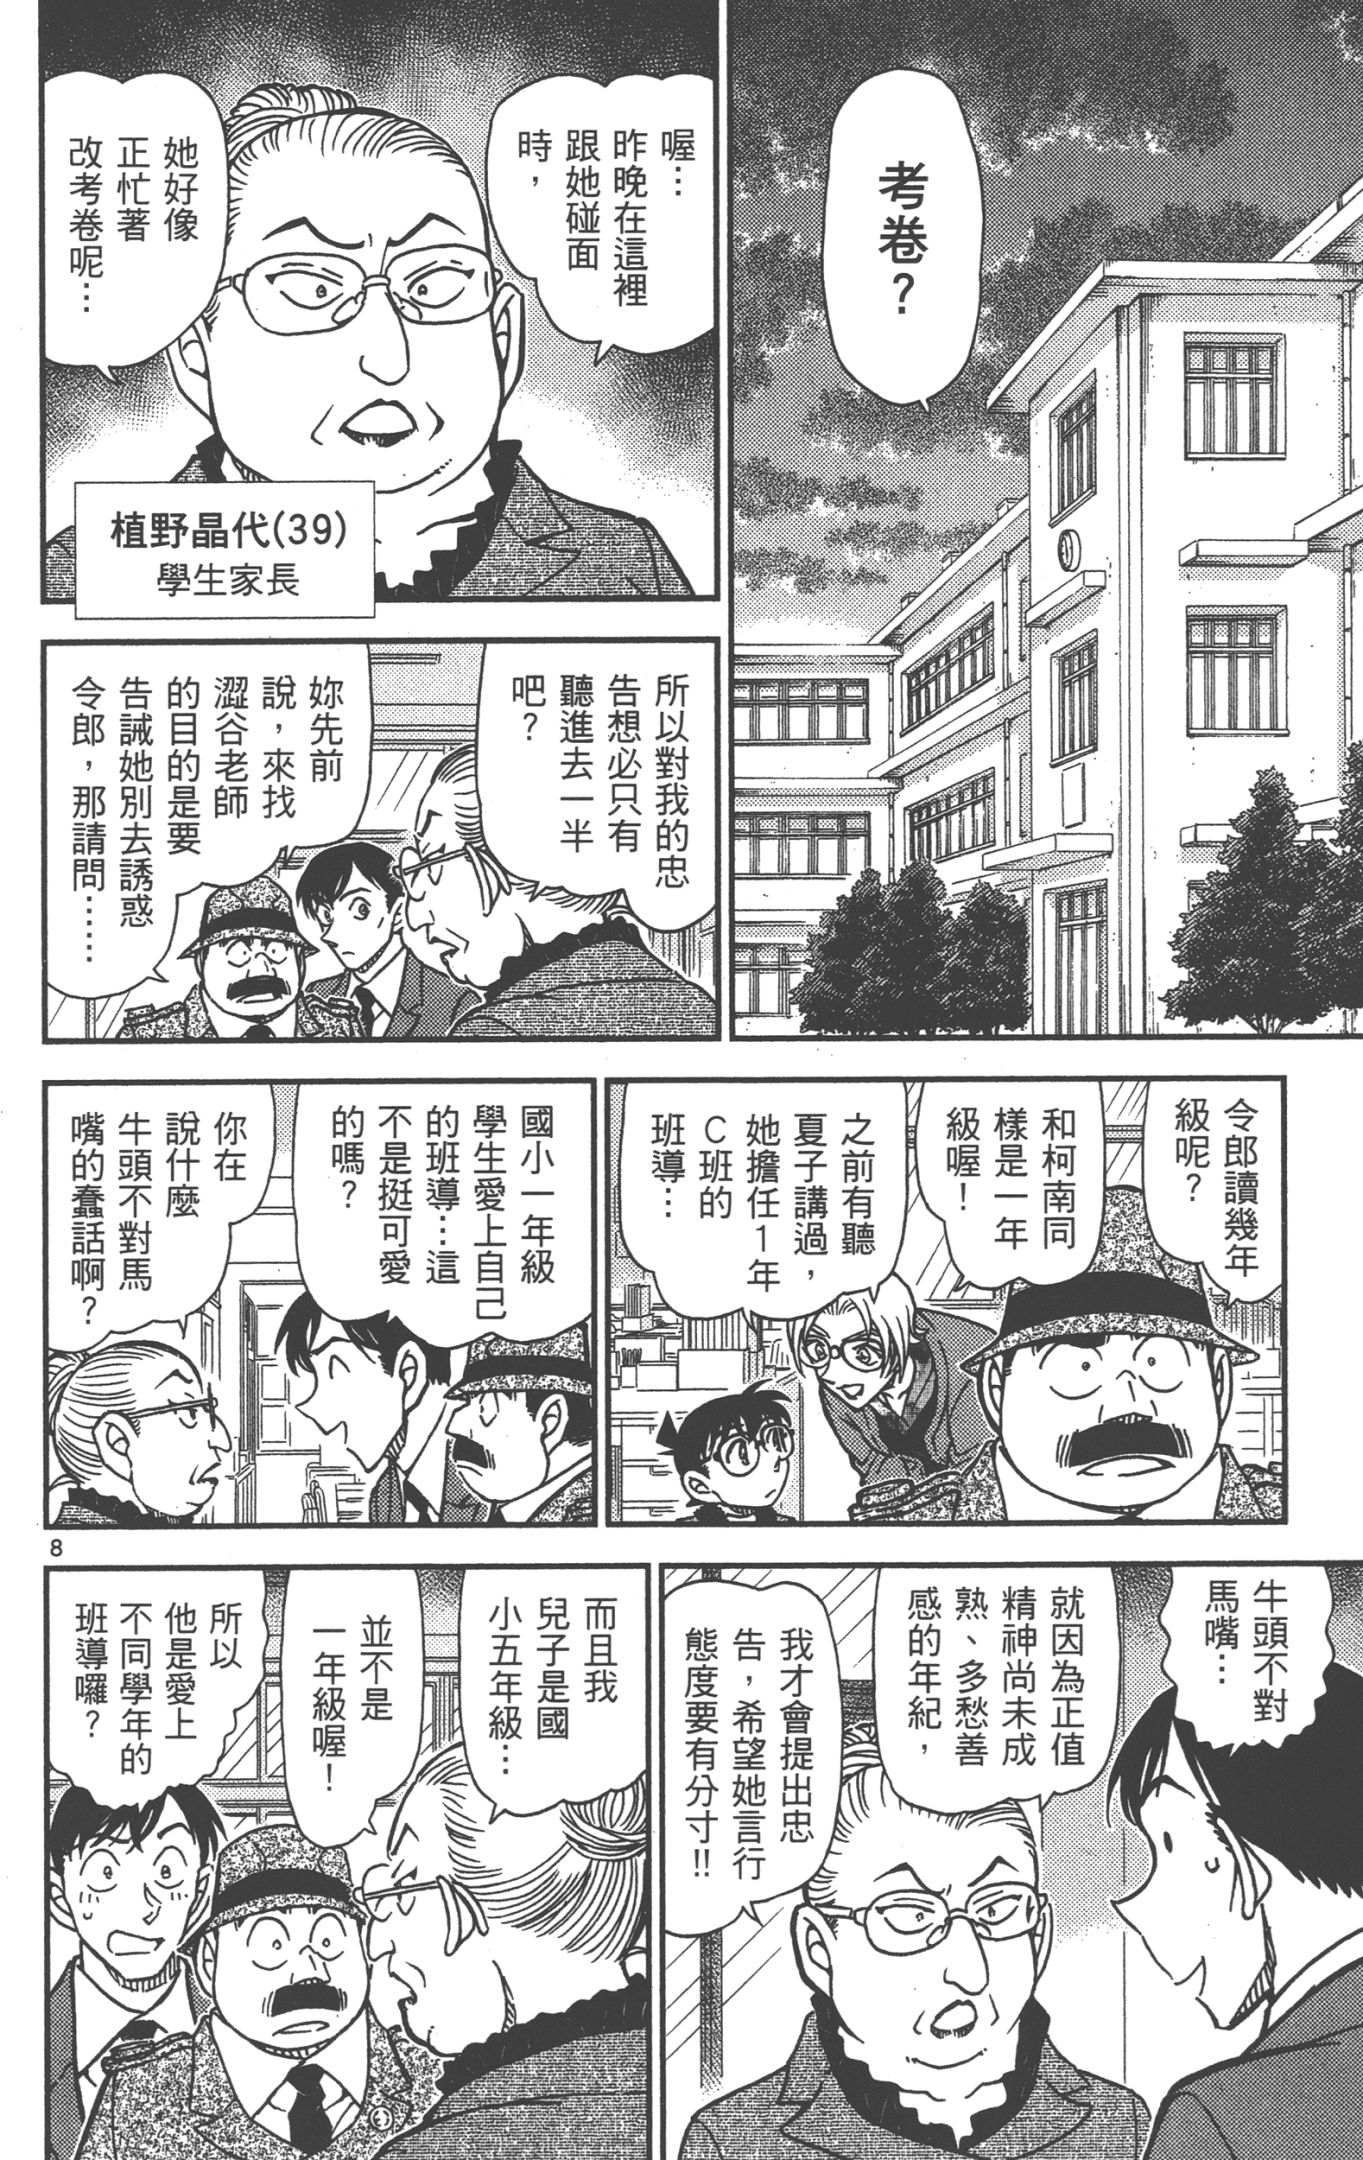 考卷？
喔⋯
昨晚在這裡
跟她碰面
時，
她好像
正忙著
改考卷呢⋯
植野晶代(39)
學生家長
所以對我的忠
告想必只有
聽進去一半
吧？
妳先前
說，來找
澀谷老師
的目的是要
告誡她別去誘惑
令郎，那請問⋯⋯
令郎讀幾年
級呢？
和柯南同
樣是一年
級喔！
之前有聽
夏子講過，
她擔任1年
C班的
班導⋯
國小一年級
學生愛上自己
的班導⋯這
不是挺可愛
的嗎？
你在
說什麼
牛頭不對馬
嘴的蠢話啊？
8
牛頭不對
馬嘴⋯
就因為正值
精神尚未成
熟、多愁善
感的年紀，
我才會提出忠
告，希望她言行
態度要有分寸!!
而且我
兒子是國
小五年級⋯
並不是
一年級喔！
所以
他是愛上
不同學年的
班導囉？